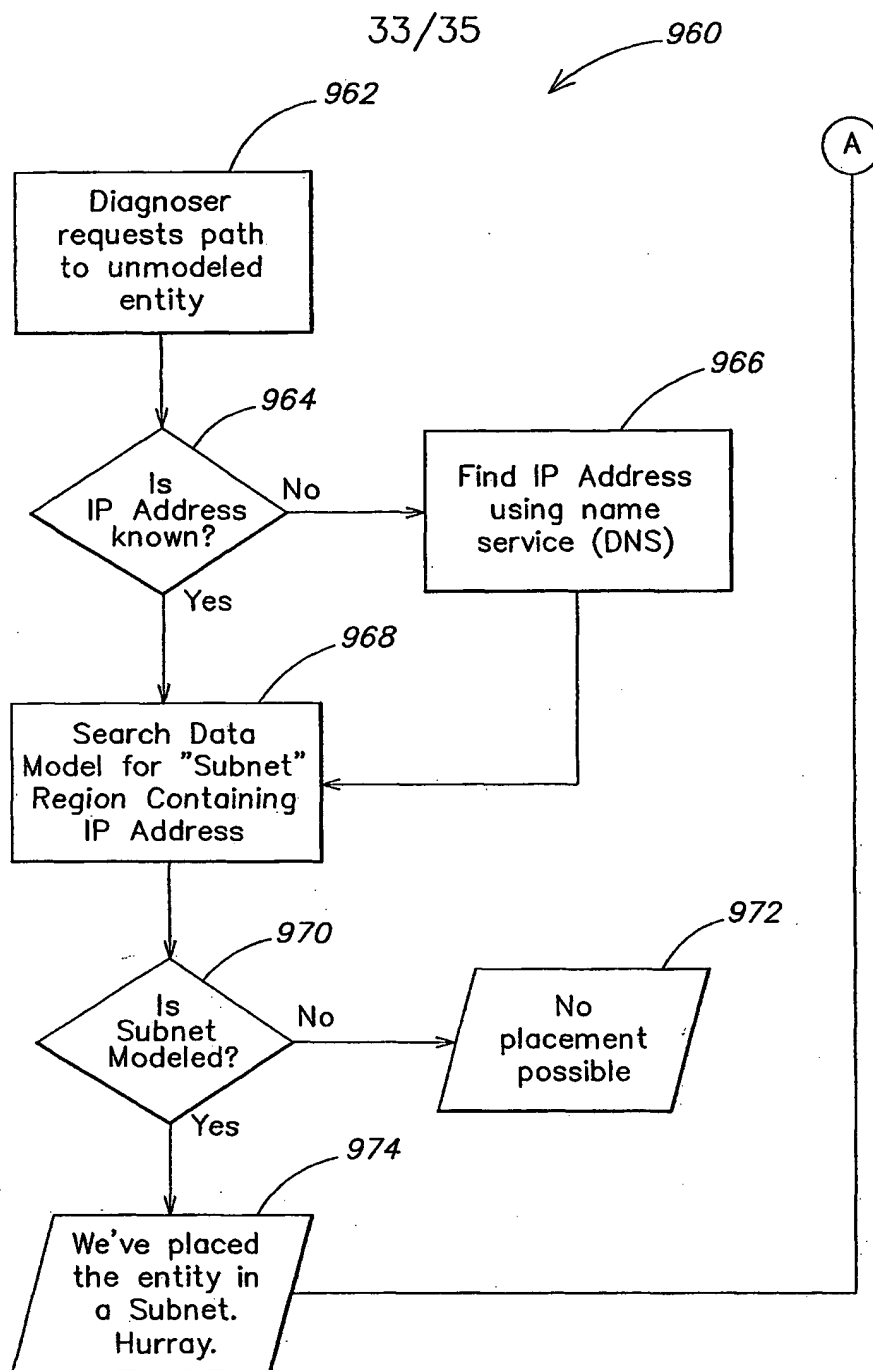 33/35
960
962
A
Diagnoser
requests path
to unmodeled
entity
964
Is
IP Address
known?
No
966
Find IP Address
using name
service (DNS)
Yes
968
Search Data
Model for "Subnet"
Region Containing
IP Address
970
Is
Subnet
Modeled?
No
972
No
placement
possible
Yes
974
We've placed
the entity in
a Subnet.
Hurray.